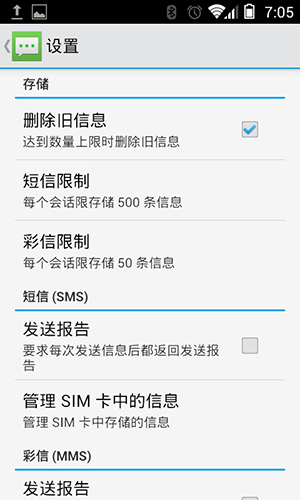 7:05
设置
存储
删除旧信息
达到数量上限时删除旧信息
短信限制
每个会话限存储 500 条信息
彩信限制
每个会话限存储 50 条信息
短信 (SMS)
发送报告
要求每次发送信息后都返回发送报
告
管理 SIM 卡中的信息
管理 SIM 卡中存储的信息
彩信 (MMS)
发送报告